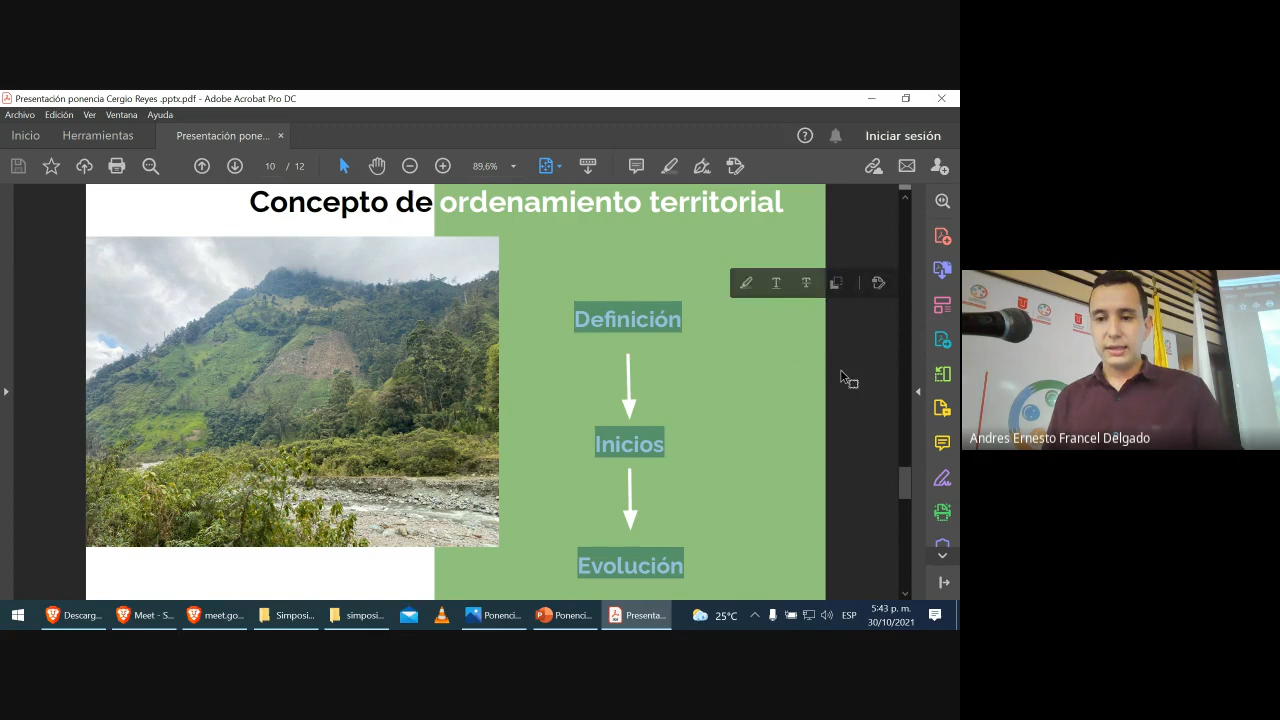 Presentación ponencia Cergio Reyes .pptx.pdf - Adobe Acrobat Pro DC
Archivo Edición Ver Ventana Ayuda
Inicio Herramientas Presentación pone... × Iniciar sesión
10 / 12 89,6%
Concepto de ordenamiento territorial
Definición
Inicios
Evolución
Andres Ernesto Francel Delgado
Descarg... Meet - S... meet.go... Simposi... simposi... Ponenci... Ponenci... Presenta... 25°C ESP 5:43 p. m.
30/10/2021